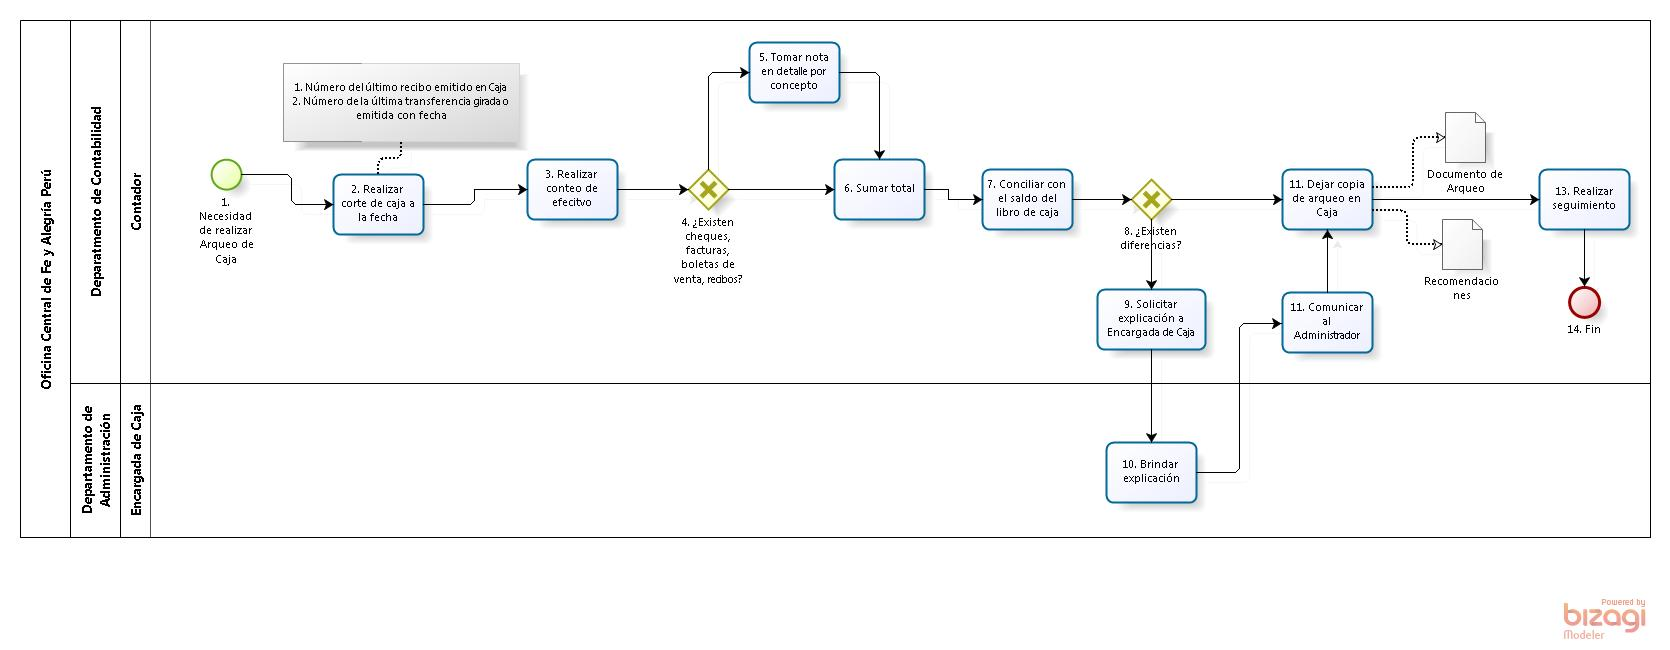 Oficina Central de Fe y Alegría Perú
Deparatmento de Contabilidad
Contador
1.
Necesidad
de realizar
Arqueo de
Caja
1. Número del último recibo emitido en Caja
2. Número de la última transferencia girada o
emitida con fecha
2. Realizar
corte de caja a
la fecha
3. Realizar
conteo de
efecitvo
4. ¿Existen
cheques,
facturas,
boletas de
venta, recibos?
5. Tomar nota
en detalle por
concepto
6. Sumar total
7. Conciliar con
el saldo del
libro de caja
8. ¿Existen
diferencias?
9. Solicitar
explicación a
Encargada de Caja
11. Dejar copia
de arqueo en
Caja
Documento de
Arqueo
Recomendacio
nes
11. Comunicar
al
Administrador
13. Realizar
seguimiento
14. Fin
Departamento de
Administración
Encargada de Caja
10. Brindar
explicación
Powered by
bizagi
Modeler